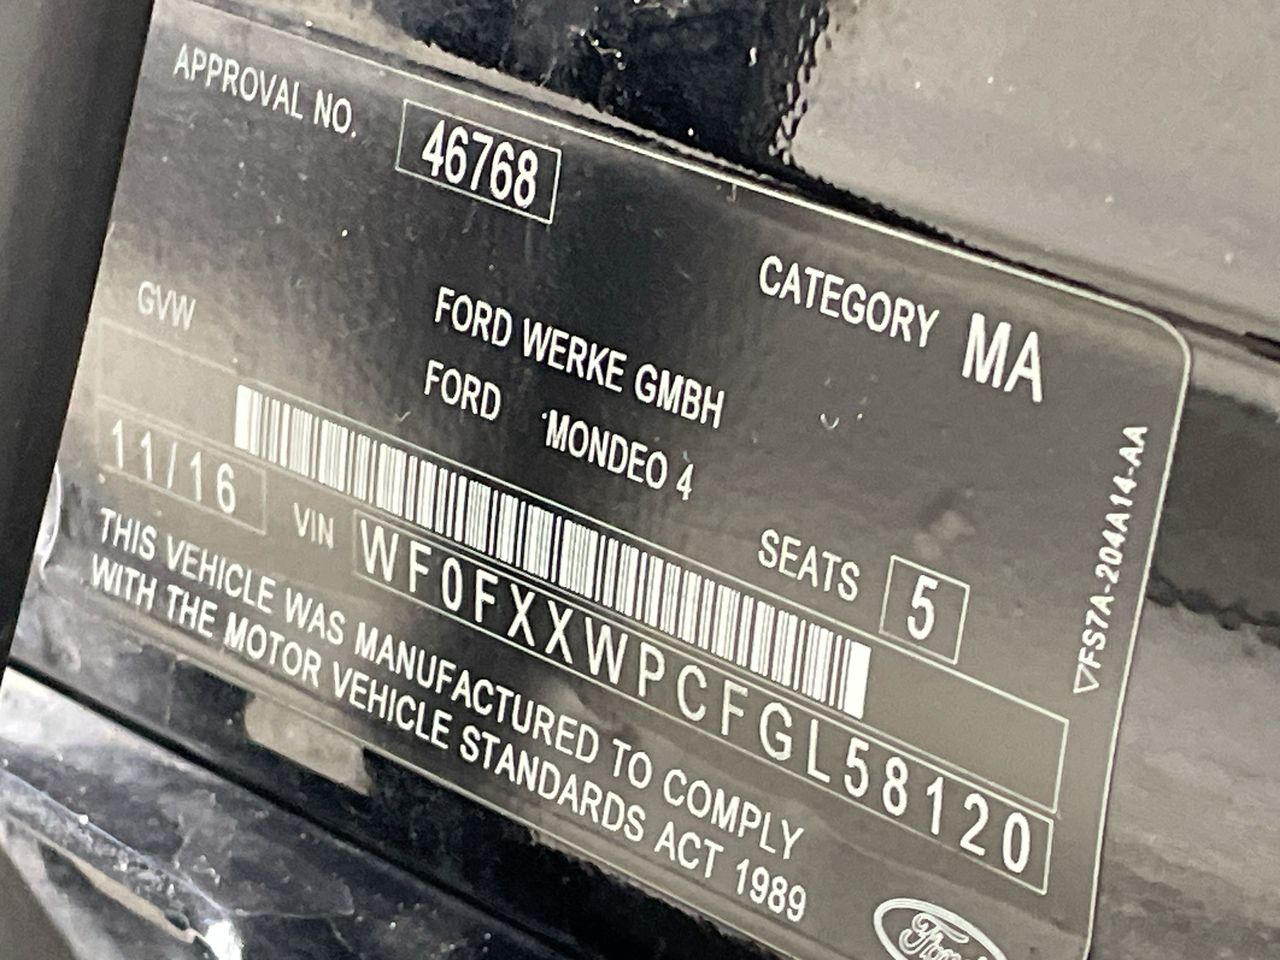 APPROVAL NO. 46768
CATEGORY MA
GVW
FORD WERKE GMBH
FORD MONDEO 4
11/16
SEATS 5
VIN WF0FXXWPCFGL58120
THIS VEHICLE WAS MANUFACTURED TO COMPLY
WITH THE MOTOR VEHICLE STANDARDS ACT 1989
FS7A-204A14-AA
Ford